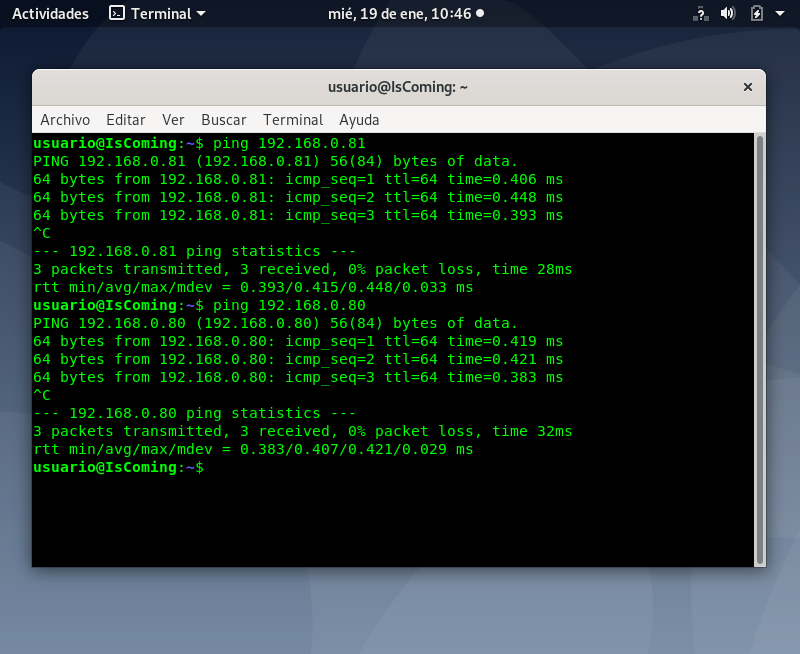 Actividades Terminal mié, 19 de ene, 10:46
?
usuario@IsComing: ~ ×
Archivo Editar Ver Buscar Terminal Ayuda
usuario@IsComing:~$ ping 192.168.0.81
PING 192.168.0.81 (192.168.0.81) 56(84) bytes of data.
64 bytes from 192.168.0.81: icmp_seq=1 ttl=64 time=0.406 ms
64 bytes from 192.168.0.81: icmp_seq=2 ttl=64 time=0.448 ms
64 bytes from 192.168.0.81: icmp_seq=3 ttl=64 time=0.393 ms
^C
--- 192.168.0.81 ping statistics ---
3 packets transmitted, 3 received, 0% packet loss, time 28ms
rtt min/avg/max/mdev = 0.393/0.415/0.448/0.033 ms
usuario@IsComing:~$ ping 192.168.0.80
PING 192.168.0.80 (192.168.0.80) 56(84) bytes of data.
64 bytes from 192.168.0.80: icmp_seq=1 ttl=64 time=0.419 ms
64 bytes from 192.168.0.80: icmp_seq=2 ttl=64 time=0.421 ms
64 bytes from 192.168.0.80: icmp_seq=3 ttl=64 time=0.383 ms
^C
--- 192.168.0.80 ping statistics ---
3 packets transmitted, 3 received, 0% packet loss, time 32ms
rtt min/avg/max/mdev = 0.383/0.407/0.421/0.029 ms
usuario@IsComing:~$